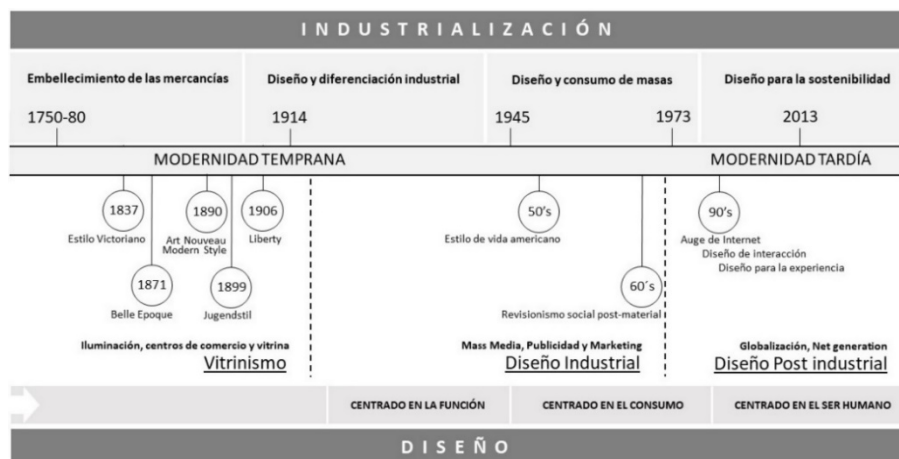 INDUSTRIALIZACIÓN
Embellecimiento de las mercancías
Diseño y diferenciación industrial
Diseño y consumo de masas
Diseño para la sostenibilidad
1750-80
1914
1945
1973
2013
MODERNIDAD TEMPRANA
MODERNIDAD TARDÍA
1837
Estilo Victoriano
1890
Art Nouveau
Modern Style
1906
Liberty
50's
Estilo de vida americano
90's
Auge de Internet
Diseño de interacción
Diseño para la experiencia
1871
Belle Epoque
1899
Jugendstil
60´s
Revisionismo social post-material
Iluminación, centros de comercio y vitrina
Vitrinismo
Mass Media, Publicidad y Marketing
Diseño Industrial
Globalización, Net generation
Diseño Post industrial
CENTRADO EN LA FUNCIÓN
CENTRADO EN EL CONSUMO
CENTRADO EN EL SER HUMANO
DISEÑO